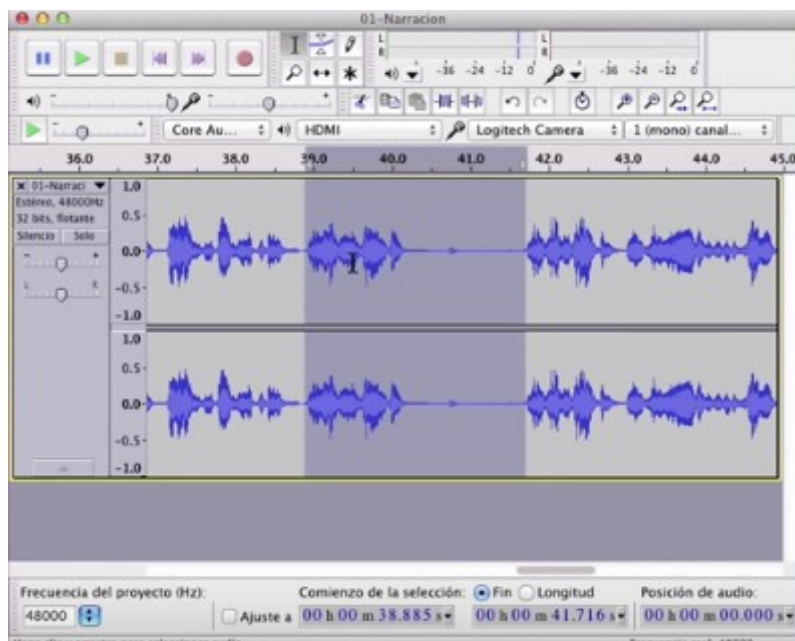 01-Narracion
L
R
-36 -24 -12 0
L
R
-36 -24 -12 0
Core Au... HDMI Logitech Camera 1 (mono) canal...
36.0 37.0 38.0 39.0 40.0 41.0 42.0 43.0 44.0 45.0
01-Narraci
Estéreo, 48000Hz
32 bits, flotante
Silencio Solo
- +
L R
1.0
0.5
0.0
-0.5
-1.0
1.0
0.5
0.0
-0.5
-1.0
Frecuencia del proyecto (Hz): Comienzo de la selección: Fin Longitud Posición de audio:
48000 Ajuste a 00 h 00 m 38.885 s 00 h 00 m 41.716 s 00 h 00 m 00.000 s